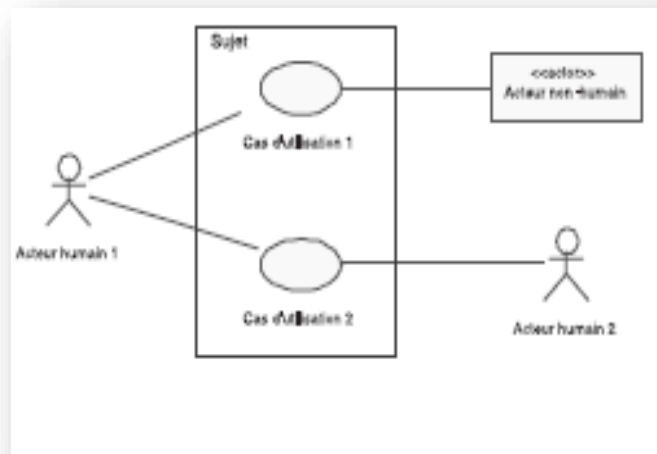 Sujet
Acteur non-humain
Cas d'utilisation 1
Acteur humain 1
Cas d'utilisation 2
Acteur humain 2